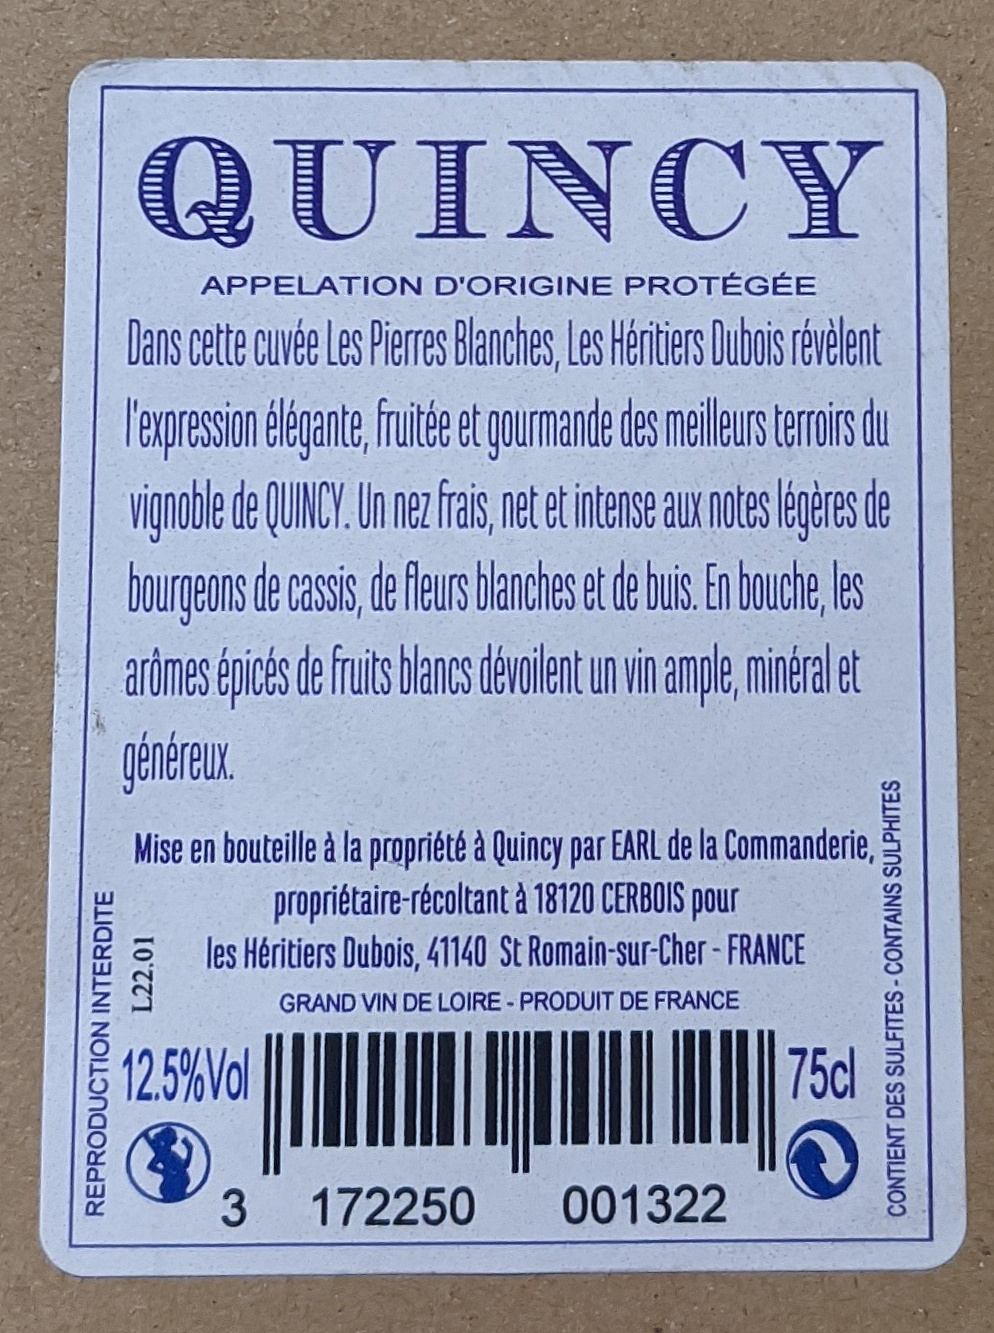 QUINCY
APPELATION D'ORIGINE PROTÉGÉE
Dans cette cuvée Les Pierres Blanches, Les Héritiers Dubois révèlent
l'expression élégante, fruitée et gourmande des meilleurs terroirs du
vignoble de QUINCY. Un nez frais, net et intense aux notes légères de
bourgeons de cassis, de fleurs blanches et de buis. En bouche, les
arômes épicés de fruits blancs dévoilent un vin ample, minéral et
généreux.
Mise en bouteille à la propriété à Quincy par EARL de la Commanderie,
propriétaire-récoltant à 18120 CERBOIS pour
les Héritiers Dubois, 41140 St Romain-sur-Cher - FRANCE
GRAND VIN DE LOIRE - PRODUIT DE FRANCE
REPRODUCTION INTERDITE
L22.01
12.5%Vol
75cl
CONTIENT DES SULFITES - CONTAINS SULPHITES
3 172250 001322